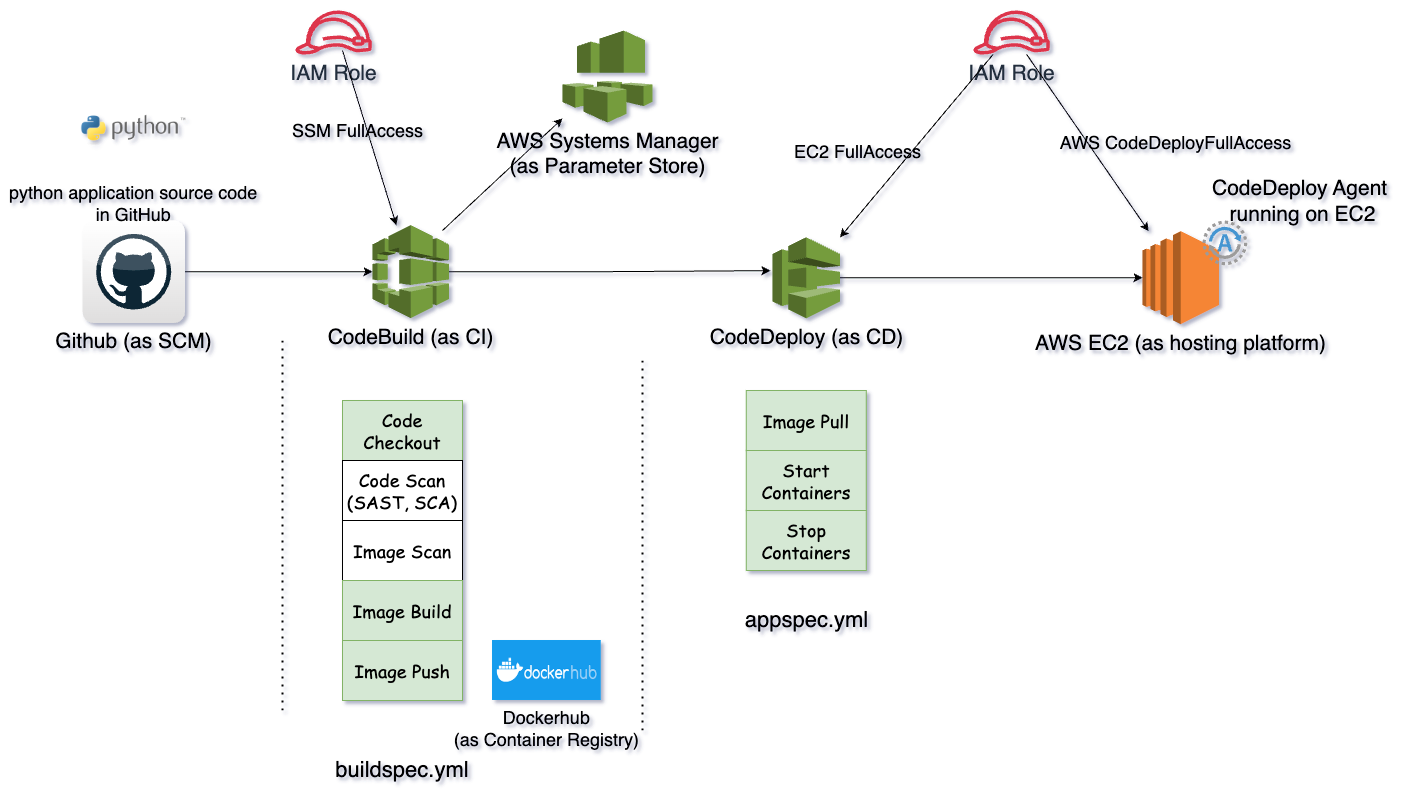 IAM Role
IAM Role
python™
SSM FullAccess
AWS Systems Manager
(as Parameter Store)
EC2 FullAccess
AWS CodeDeployFullAccess
python application source code
in GitHub
CodeDeploy Agent
running on EC2
A
Github (as SCM)
CodeBuild (as CI)
CodeDeploy (as CD)
AWS EC2 (as hosting platform)
Code
Checkout
Code Scan
(SAST, SCA)
Image Scan
Image Build
Image Push
Image Pull
Start
Containers
Stop
Containers
appspec.yml
dockerhub
Dockerhub
(as Container Registry)
buildspec.yml